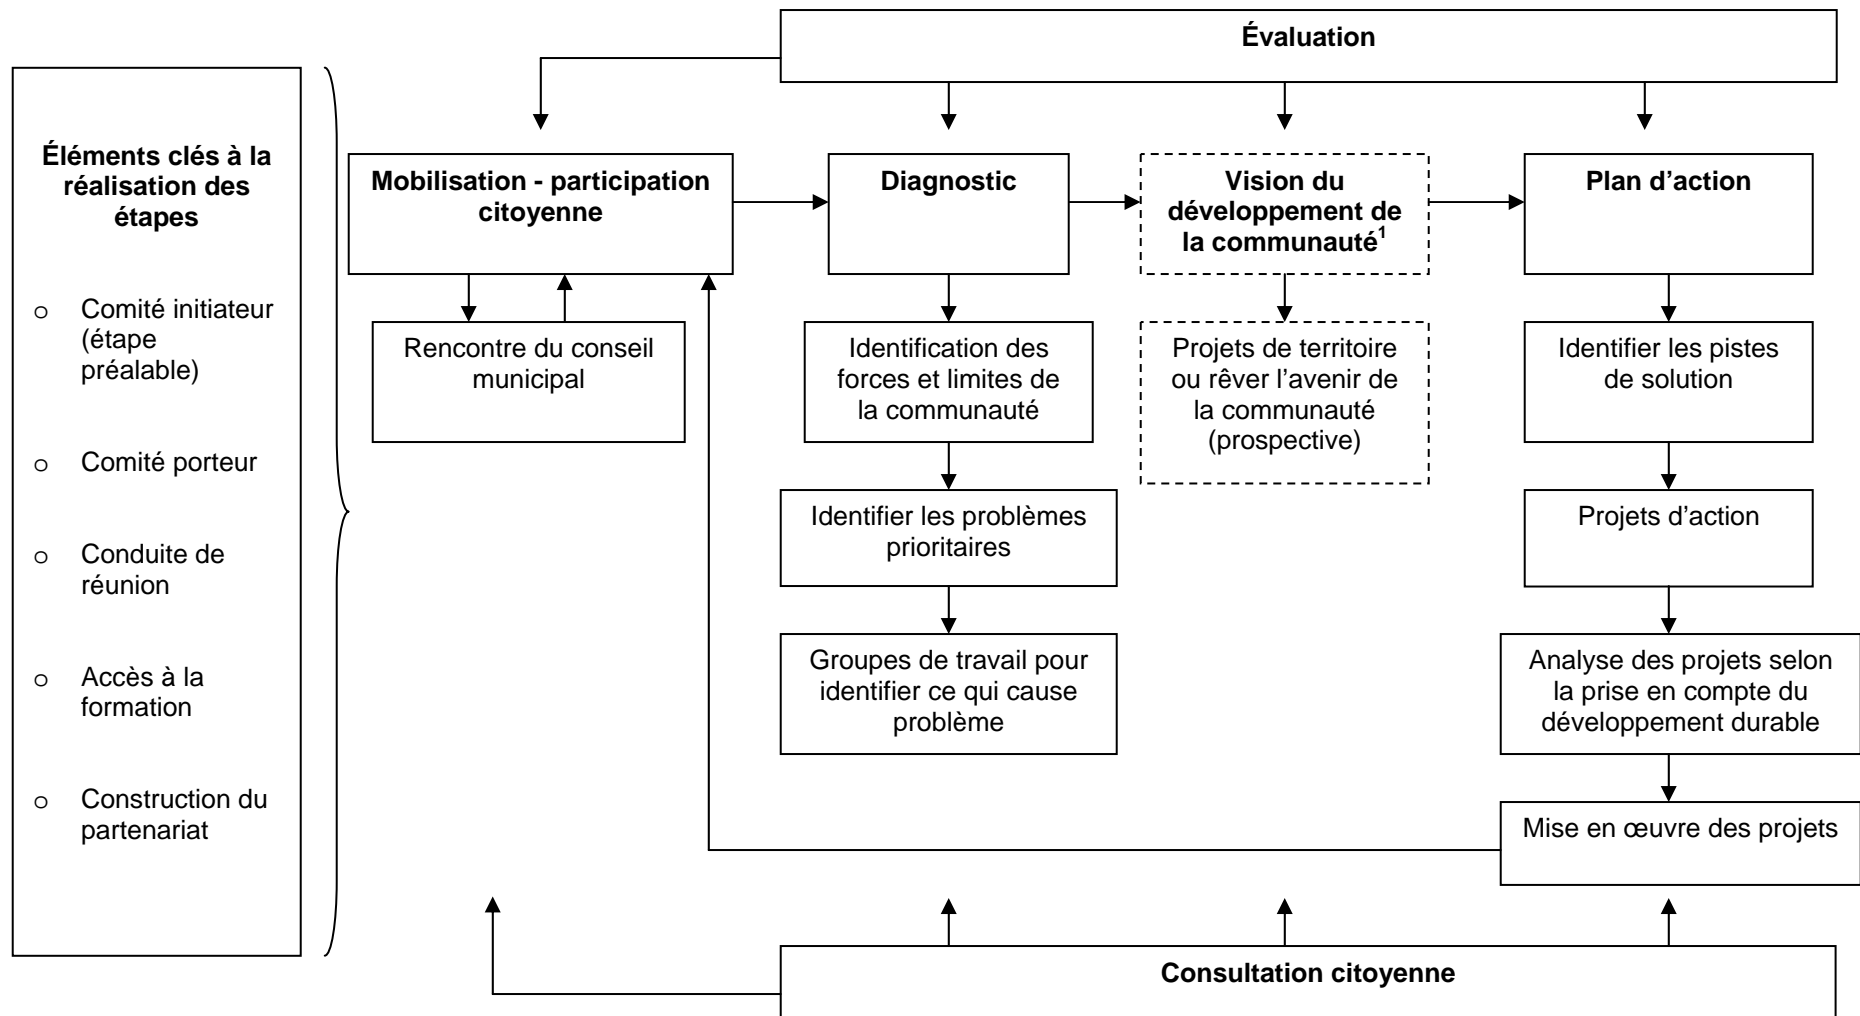 Évaluation
Éléments clés à la
réalisation des
étapes
o Comité initiateur
(étape
préalable)
o Comité porteur
o Conduite de
réunion
o Accès à la
formation
o Construction du
partenariat
Mobilisation - participation
citoyenne
Rencontre du conseil
municipal
Diagnostic
Identification des
forces et limites de
la communauté
Identifier les problèmes
prioritaires
Groupes de travail pour
identifier ce qui cause
problème
Vision du
développement de
la communauté¹
Projets de territoire
ou rêver l’avenir de
la communauté
(prospective)
Plan d’action
Identifier les pistes
de solution
Projets d’action
Analyse des projets selon
la prise en compte du
développement durable
Mise en œuvre des projets
Consultation citoyenne